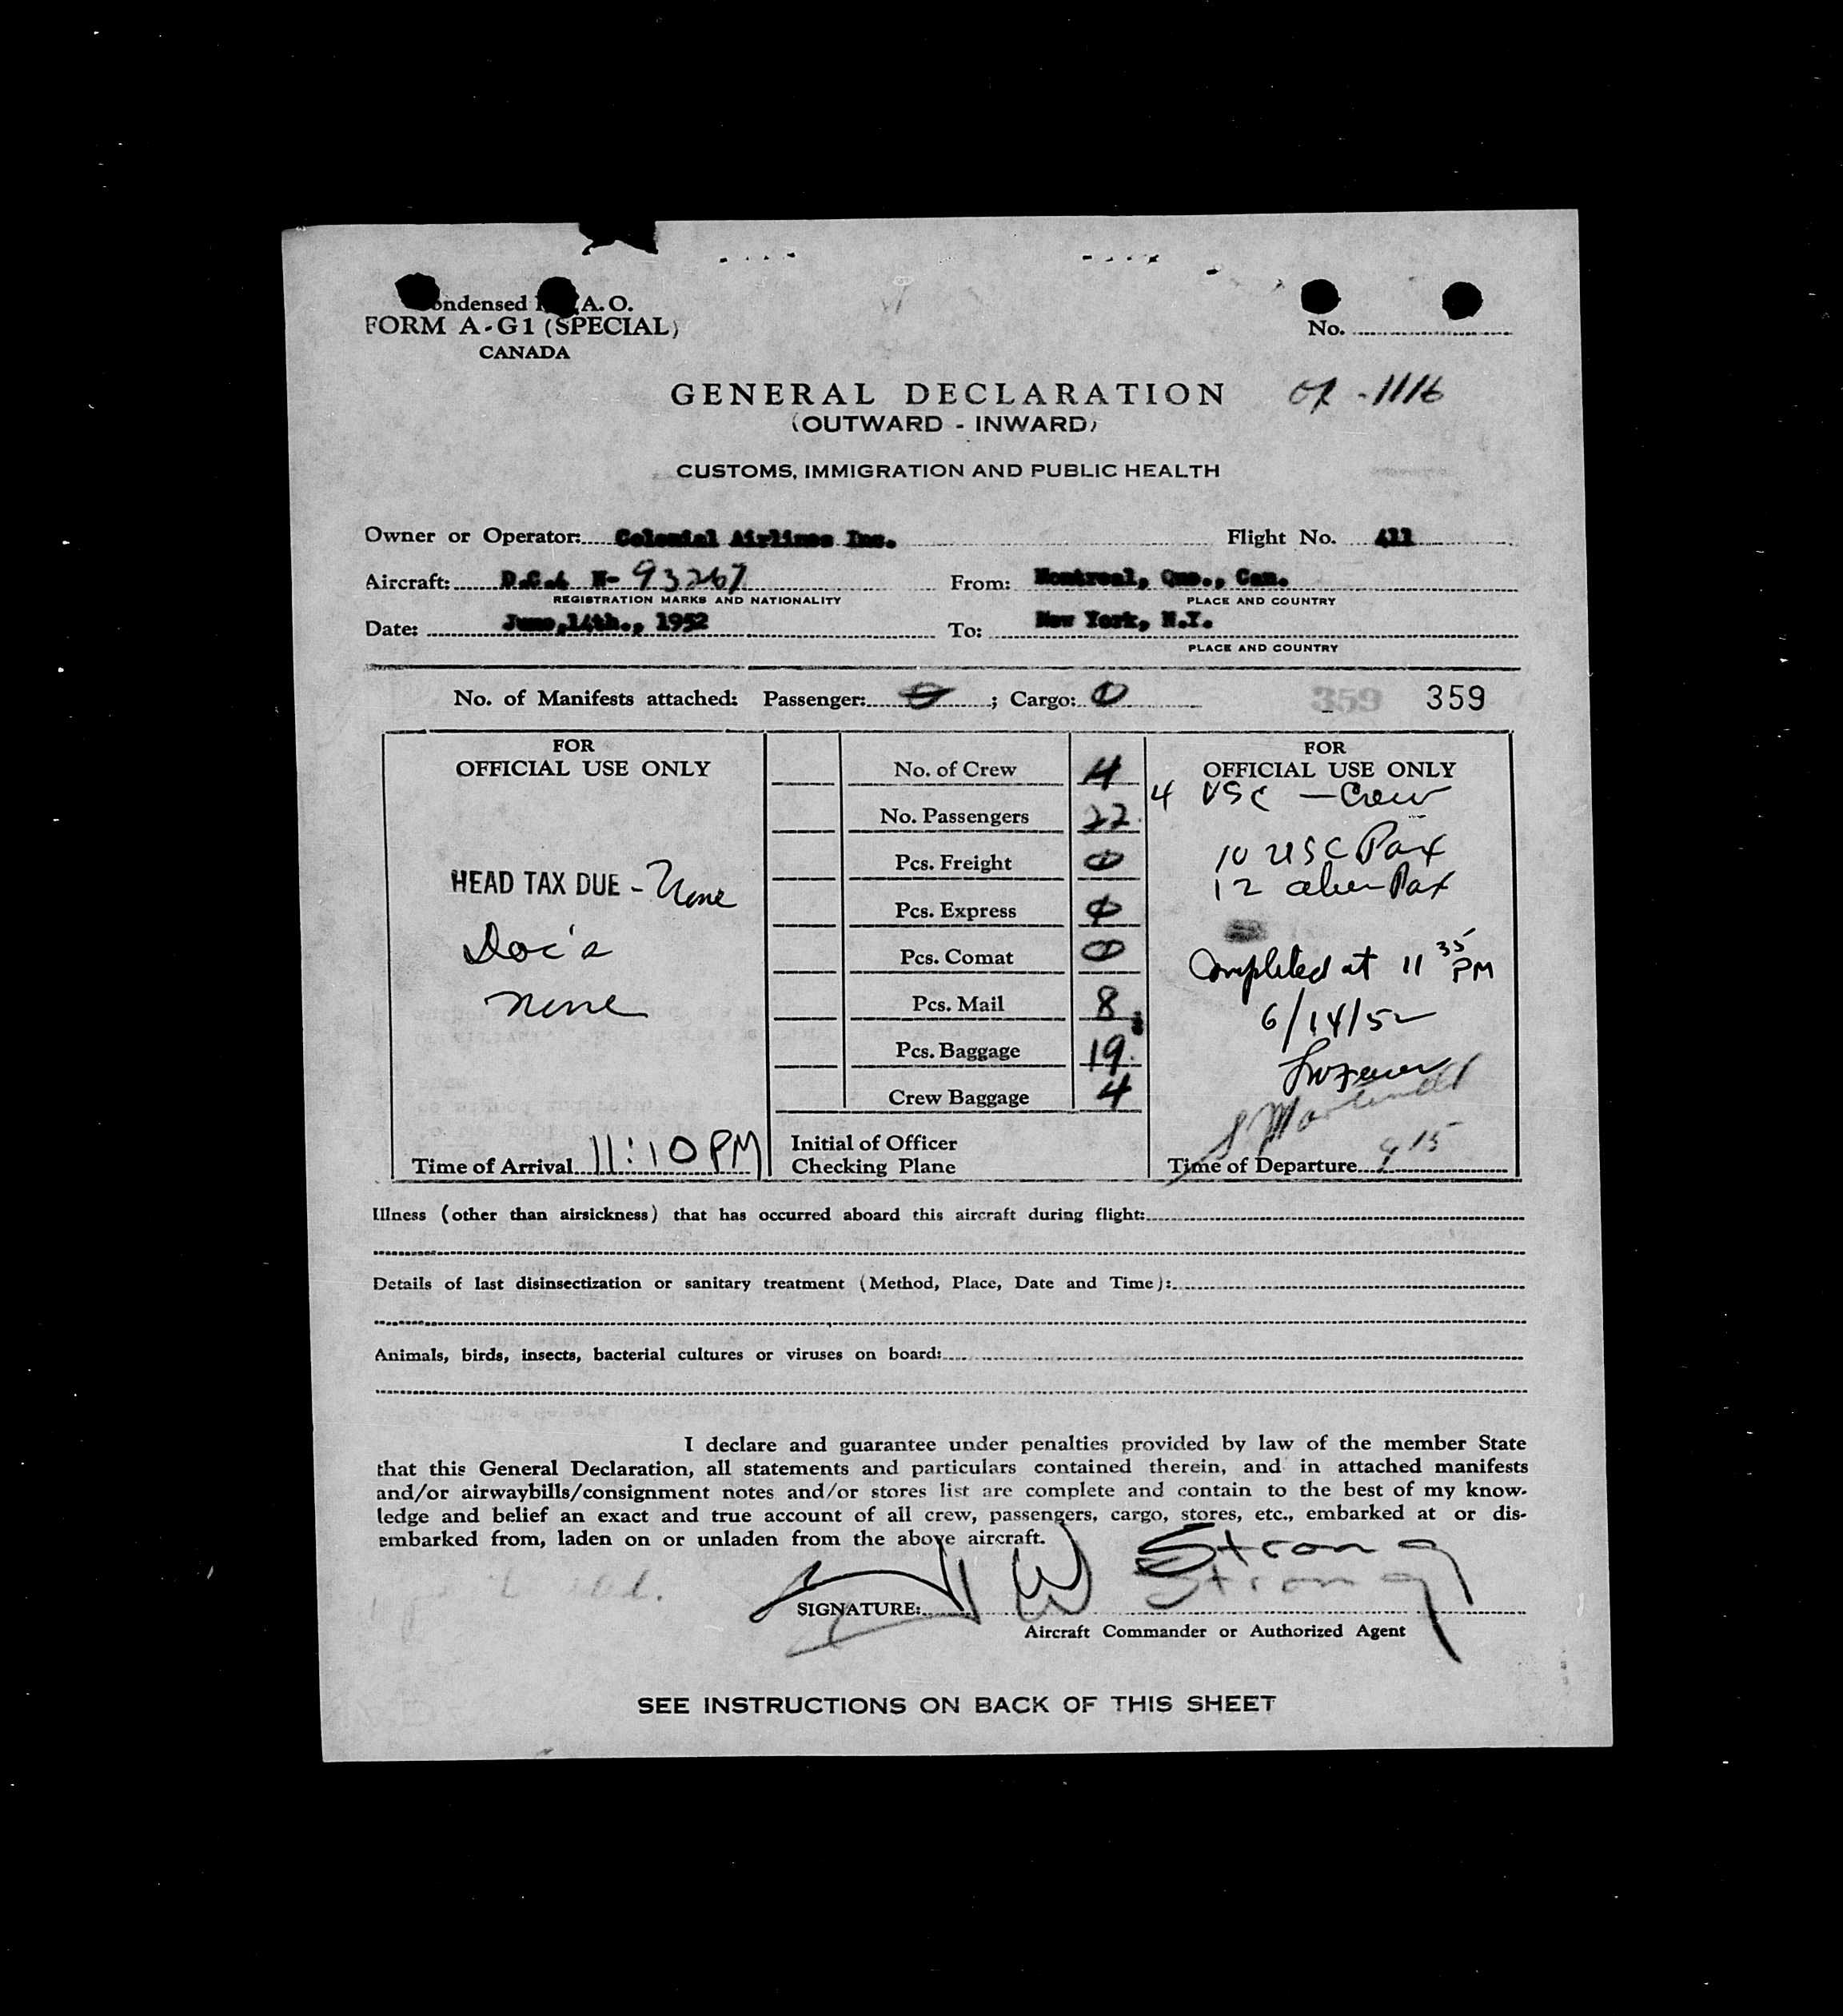 ondensed I A. O.
FORM A-G1 (SPECIAL)
CANADA
No.
GENERAL DECLARATION
(OUTWARD - INWARD)
CUSTOMS, IMMIGRATION AND PUBLIC HEALTH
Owner or Operator: Colonial Airlines Inc. Flight No. 411
Aircraft: D.C.4 N- 93267 From: Montreal, Que., Can.
REGISTRATION MARKS AND NATIONALITY PLACE AND COUNTRY
Date: June,14th., 1952 To: New York, N.Y.
PLACE AND COUNTRY
No. of Manifests attached: Passenger: 0 ; Cargo: 0 359 359
FOR
OFFICIAL USE ONLY
HEAD TAX DUE - None
Doc's
none
Time of Arrival 11:10 PM
No. of Crew 4
No. Passengers 22
Pcs. Freight 0
Pcs. Express 0
Pcs. Comat 0
Pcs. Mail 8
Pcs. Baggage 19
Crew Baggage 4
Initial of Officer
Checking Plane
FOR
OFFICIAL USE ONLY
4 USC - Crew
10 USC Pax
12 alien Pax
Completed at 11 35 PM
6/14/52
Time of Departure 9 15
Illness (other than airsickness) that has occurred aboard this aircraft during flight:
Details of last disinsectization or sanitary treatment (Method, Place, Date and Time):
Animals, birds, insects, bacterial cultures or viruses on board:
I declare and guarantee under penalties provided by law of the member State
that this General Declaration, all statements and particulars contained therein, and in attached manifests
and/or airwaybills/consignment notes and/or stores list are complete and contain to the best of my know-
ledge and belief an exact and true account of all crew, passengers, cargo, stores, etc., embarked at or dis-
embarked from, laden on or unladen from the above aircraft.
SIGNATURE: W Strong
Aircraft Commander or Authorized Agent
SEE INSTRUCTIONS ON BACK OF THIS SHEET